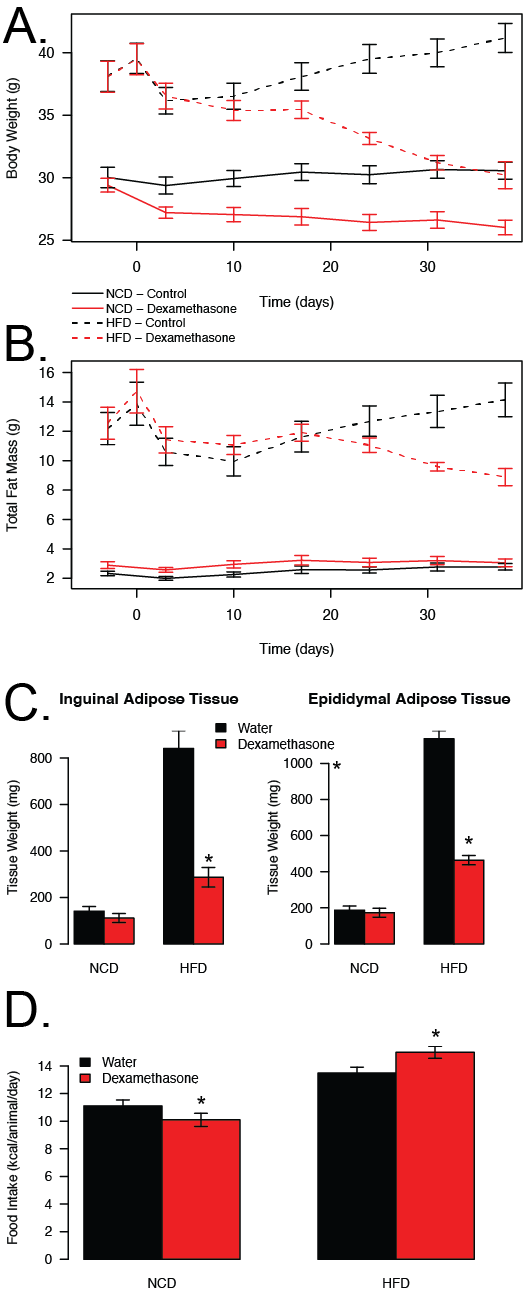 A.
Body Weight (g)
40
35
30
25
0
10
20
30
Time (days)
NCD – Control
NCD – Dexamethasone
HFD – Control
HFD – Dexamethasone
B.
Total Fat Mass (g)
16
14
12
10
8
6
4
2
0
10
20
30
Time (days)
C.
Inguinal Adipose Tissue
Epididymal Adipose Tissue
Water
Dexamethasone
Tissue Weight (mg)
800
600
400
200
0
*
NCD
HFD
Tissue Weight (mg)
1000
800
600
400
200
0
*
*
NCD
HFD
D.
Water
Dexamethasone
Food Intake (kcal/animal/day)
14
12
10
8
6
4
2
0
*
*
NCD
HFD